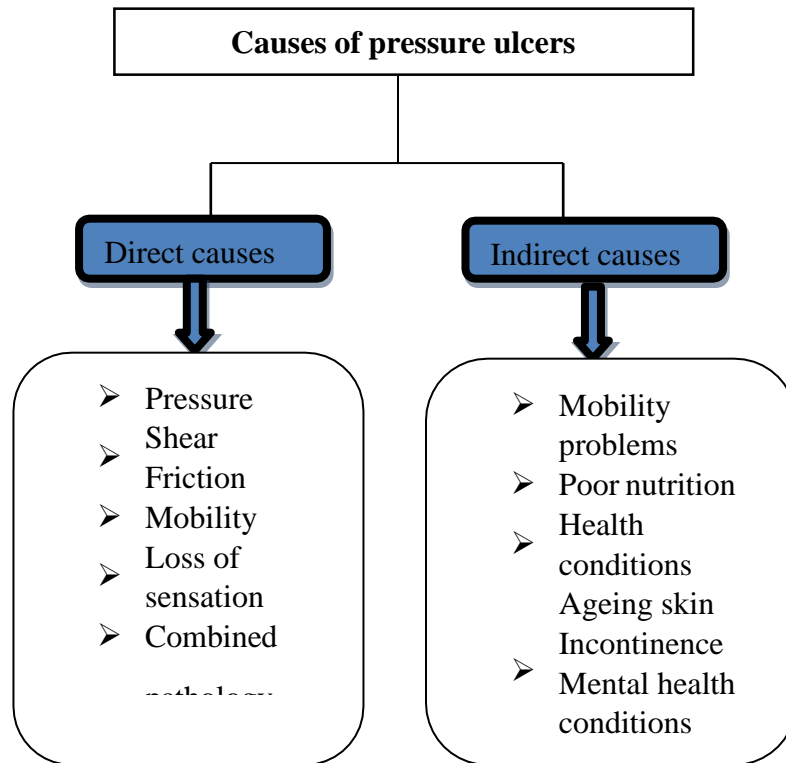 Causes of pressure ulcers
Direct causes
Indirect causes
➢ Pressure
➢ Shear
Friction
➢ Mobility
➢ Loss of
sensation
➢ Combined
➢ Mobility
problems
➢ Poor nutrition
➢ Health
conditions
Ageing skin
Incontinence
➢ Mental health
conditions